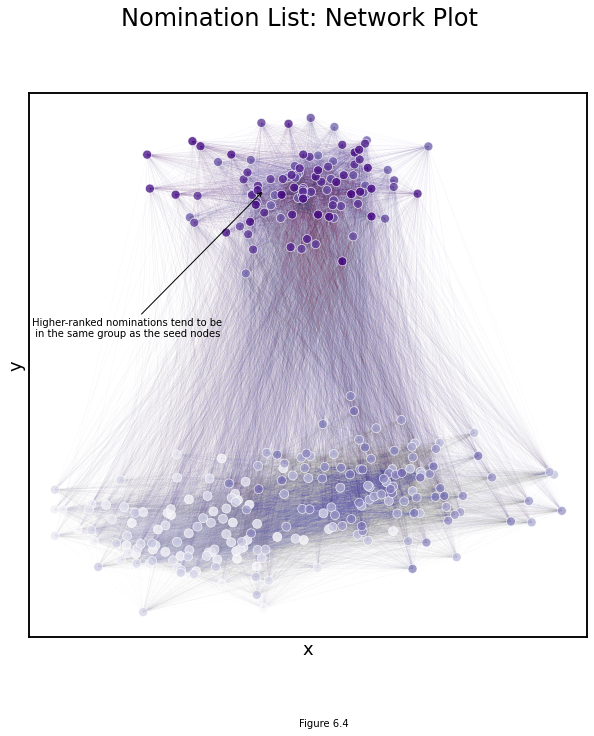 Nomination List: Network Plot
Higher-ranked nominations tend to be
in the same group as the seed nodes
y
x
Figure 6.4